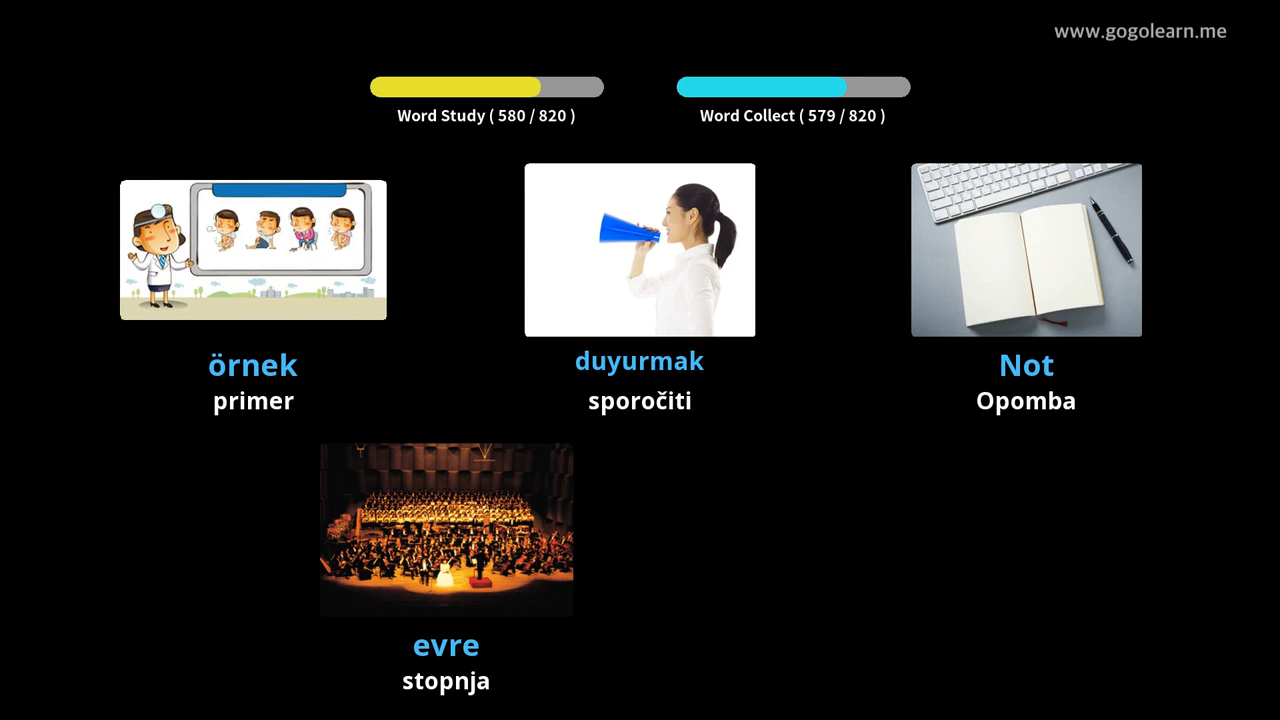 www.gogolearn.me
Word Study ( 580 / 820 )
Word Collect ( 579 / 820 )
örnek
primer
duyurmak
sporočiti
Not
Opomba
evre
stopnja